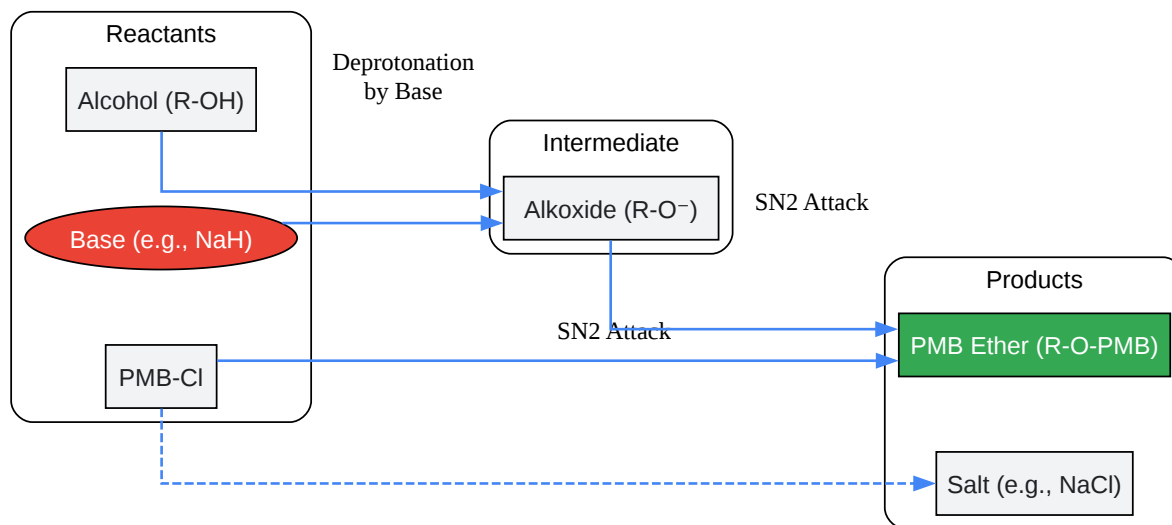 Reactants
Alcohol (R-OH)
Deprotonation
by Base
Intermediate
Alkoxide (R-O⁻)
SN2 Attack
Base (e.g., NaH)
Products
SN2 Attack
PMB Ether (R-O-PMB)
PMB-Cl
Salt (e.g., NaCl)